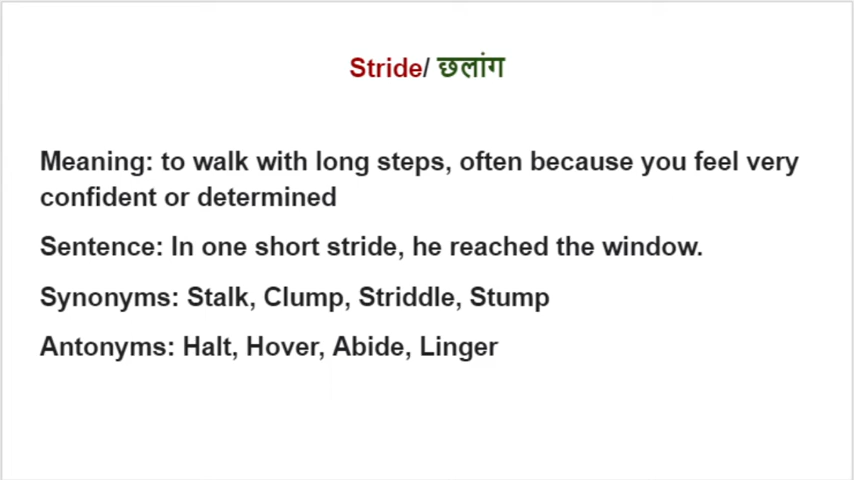 Stride/ छलांग
Meaning: to walk with long steps, often because you feel very
confident or determined
Sentence: In one short stride, he reached the window.
Synonyms: Stalk, Clump, Striddle, Stump
Antonyms: Halt, Hover, Abide, Linger